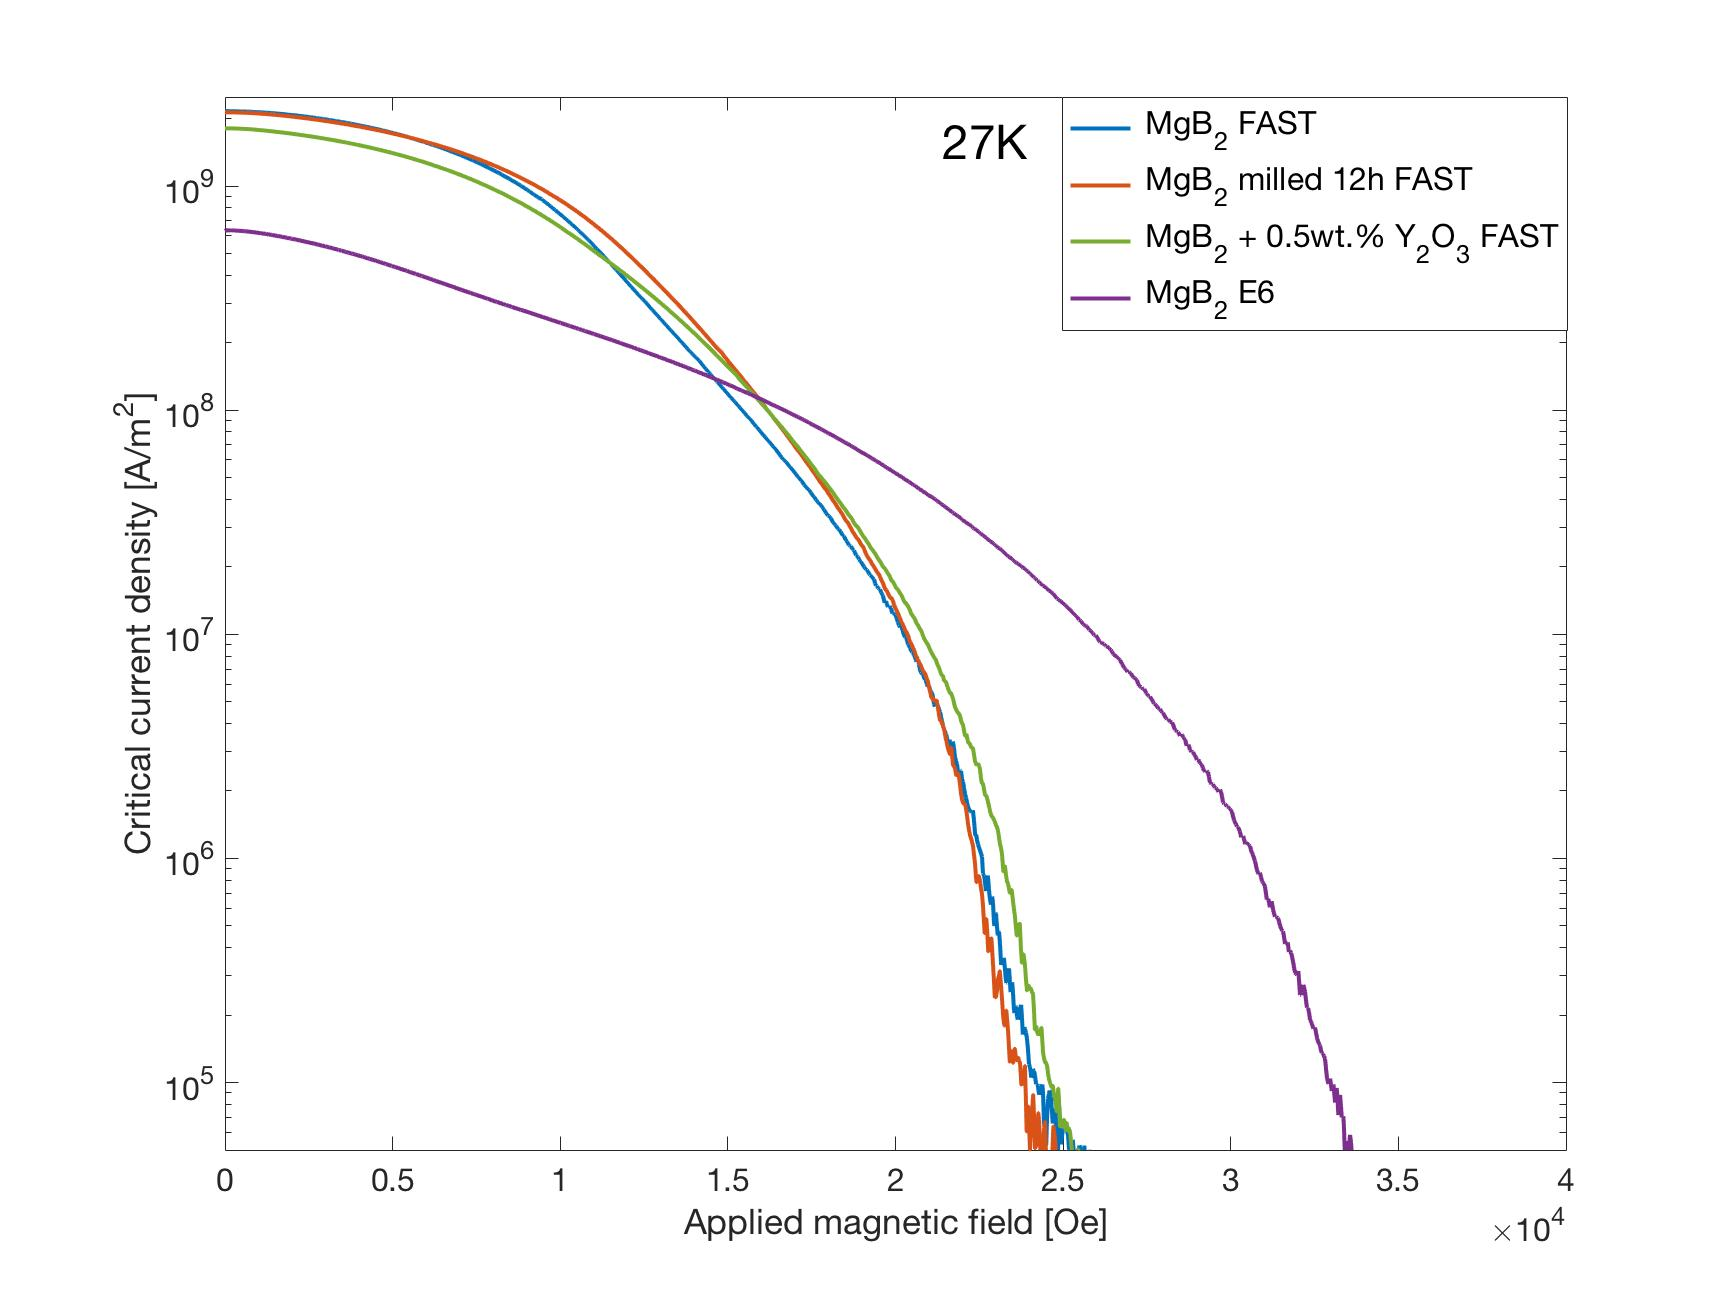 27K
MgB2 FAST
MgB2 milled 12h FAST
MgB2 + 0.5wt.% Y2O3 FAST
MgB2 E6
Critical current density [A/m2]
10^9
10^8
10^7
10^6
10^5
0 0.5 1 1.5 2 2.5 3 3.5 4
Applied magnetic field [Oe]
×10^4